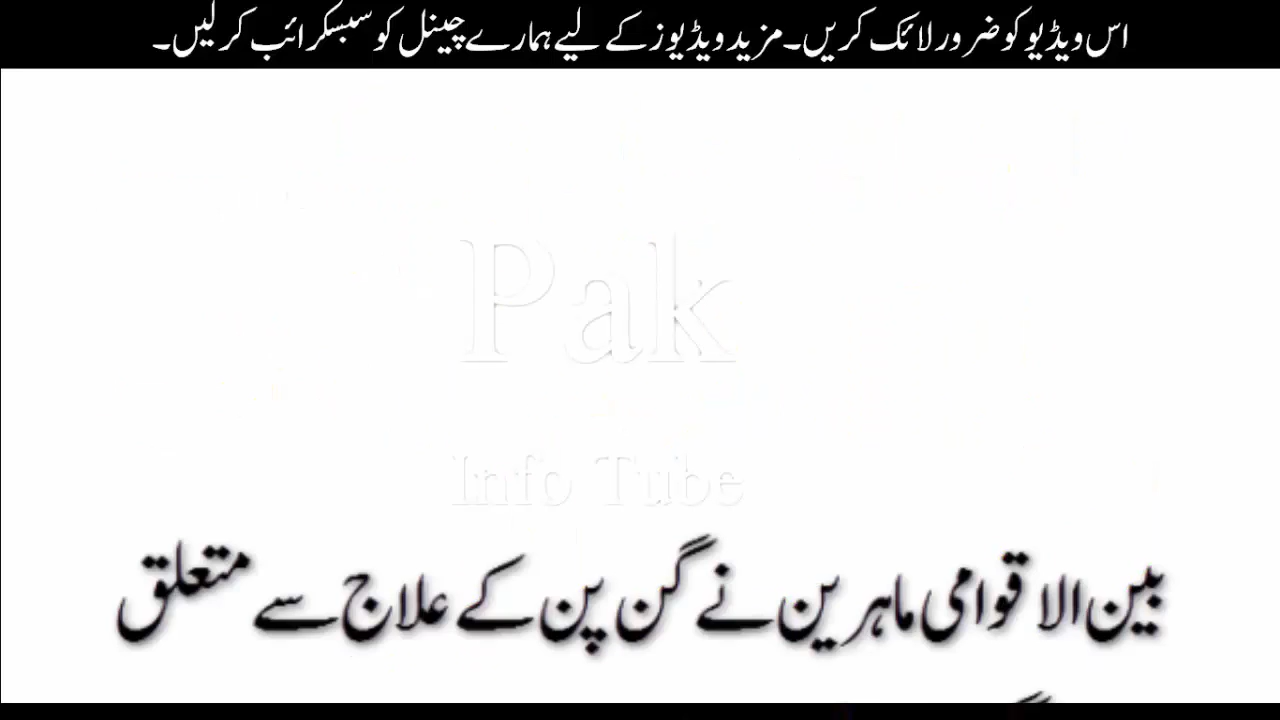 اس ویڈیو کو ضرور لائک کریں۔ مزید ویڈیوز کے لیے ہمارے چینل کو سبسکرائب کر لیں۔
Pak
Info Tube
بین الاقوامی ماہرین نے گن پن کے علاج سے متعلق